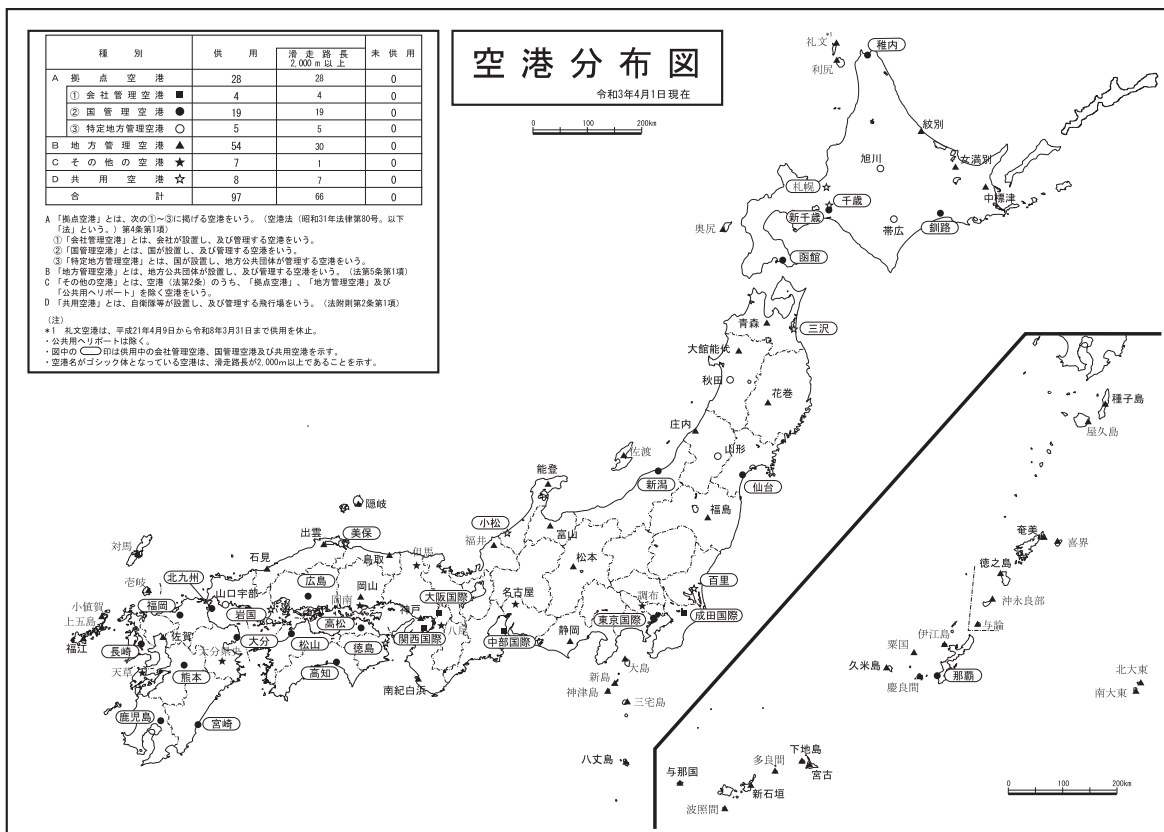 種別 供用 滑走路長2,000m以上 未供用
A 拠点空港 28 28 0
①会社管理空港 ■ 4 4 0
②国管理空港 ● 19 19 0
③特定地方管理空港 ○ 5 5 0
B 地方管理空港 ▲ 54 30 0
C その他の空港 ★ 7 1 0
D 共用空港 ☆ 8 7 0
合計 97 66 0
A 「拠点空港」とは、次の①~③に掲げる空港をいう。(空港法(昭和31年法律第80号。以下
「法」という。)第4条第1項)
①「会社管理空港」とは、会社が設置し、及び管理する空港をいう。
②「国管理空港」とは、国が設置し、及び管理する空港をいう。
③「特定地方管理空港」とは、国が設置し、地方公共団体が管理する空港をいう。
B 「地方管理空港」とは、地方公共団体が設置し、及び管理する空港をいう。(法第5条第1項)
C 「その他の空港」とは、空港(法第2条)のうち、「拠点空港」、「地方管理空港」及び
「公共用ヘリポート」を除く空港をいう。
D 「共用空港」とは、自衛隊等が設置し、及び管理する飛行場をいう。(法附則第2条第1項)
(注)
*1 礼文空港は、平成21年4月9日から令和8年3月31日まで供用を休止。
・公共用ヘリポートは除く。
・図中の 印は供用中の会社管理空港、国管理空港及び共用空港を示す。
・空港名がゴシック体となっている空港は、滑走路長が2,000m以上であることを示す。
空港分布図
令和3年4月1日現在
0 100 200km
礼文*1
稚内
利尻
紋別
旭川
女満別
中標津
札幌
千歳
新千歳
帯広
釧路
奥尻
函館
青森
三沢
大館能代
秋田
花巻
庄内
佐渡
山形
新潟
仙台
能登
福島
隠岐
小松
富山
福井
松本
出雲
美保
鳥取
但馬
石見
対馬
壱岐
北九州
山口宇部
広島
岡山
岡南
神戸
大阪国際
名古屋
調布
百里
小値賀
上五島
福岡
岩国
高松
八尾
関西国際
中部国際
静岡
東京国際
成田国際
福江
佐賀
大分
松山
徳島
長崎
大分県央
天草
熊本
高知
南紀白浜
大島
新島
神津島
三宅島
鹿児島
宮崎
八丈島
種子島
屋久島
奄美
喜界
徳之島
沖永良部
与論
伊江島
粟国
久米島
慶良間
那覇
北大東
南大東
下地島
多良間
宮古
与那国
新石垣
波照間
0 100 200km